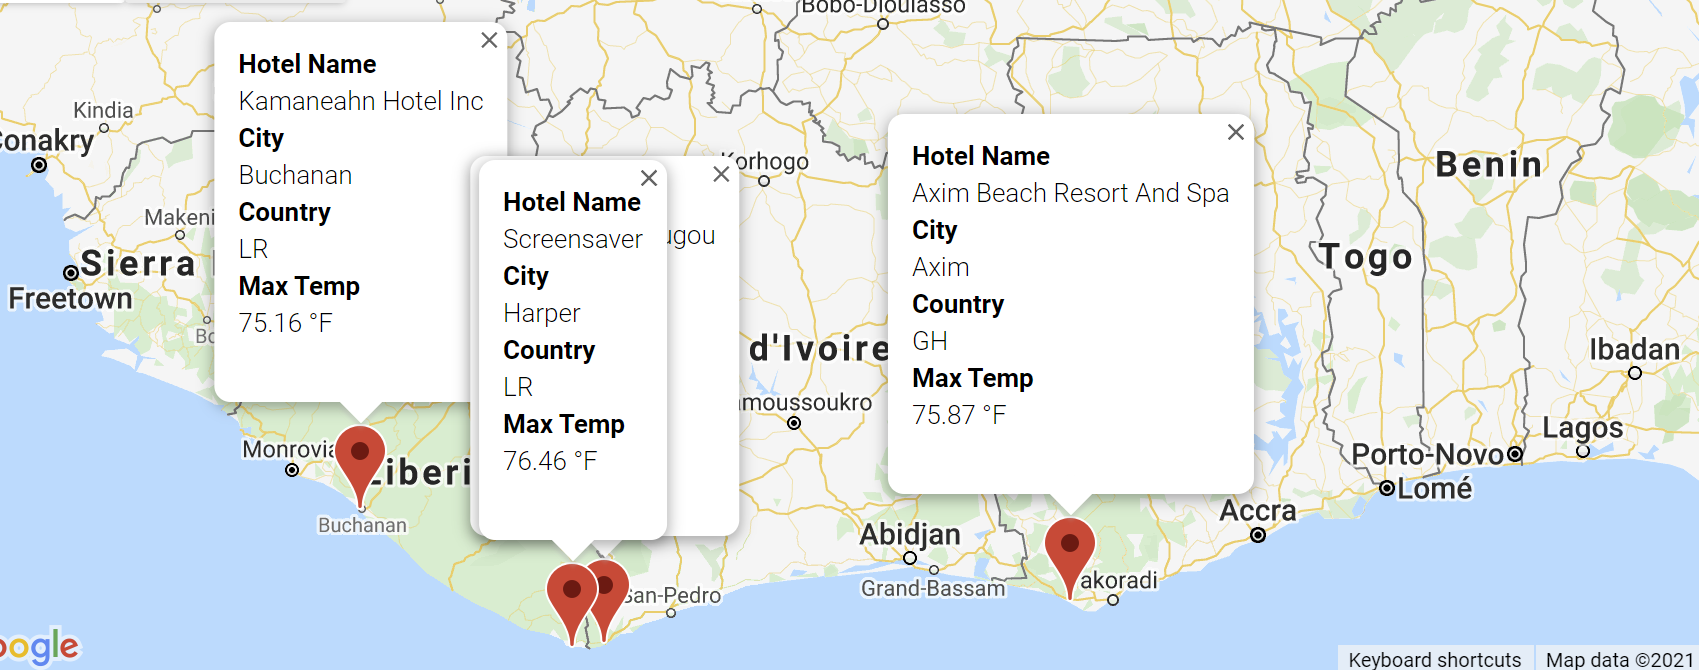 Bobo-Dioulasso
Kindia
Conakry
Makeni
Sierra
Freetown
Hotel Name
Kamaneahn Hotel Inc
City
Buchanan
Country
LR
Max Temp
75.16 °F
Monrovia
Liberi
Buchanan
Hotel Name
Screensaver
City
Harper
Country
LR
Max Temp
76.46 °F
ugou
Korhogo
d'Ivoire
amoussoukro
San-Pedro
Abidjan
Grand-Bassam
Hotel Name
Axim Beach Resort And Spa
City
Axim
Country
GH
Max Temp
75.87 °F
akoradi
Accra
Togo
Benin
Ibadan
Lagos
Porto-Novo
Lomé
oogle
Keyboard shortcuts
Map data ©2021